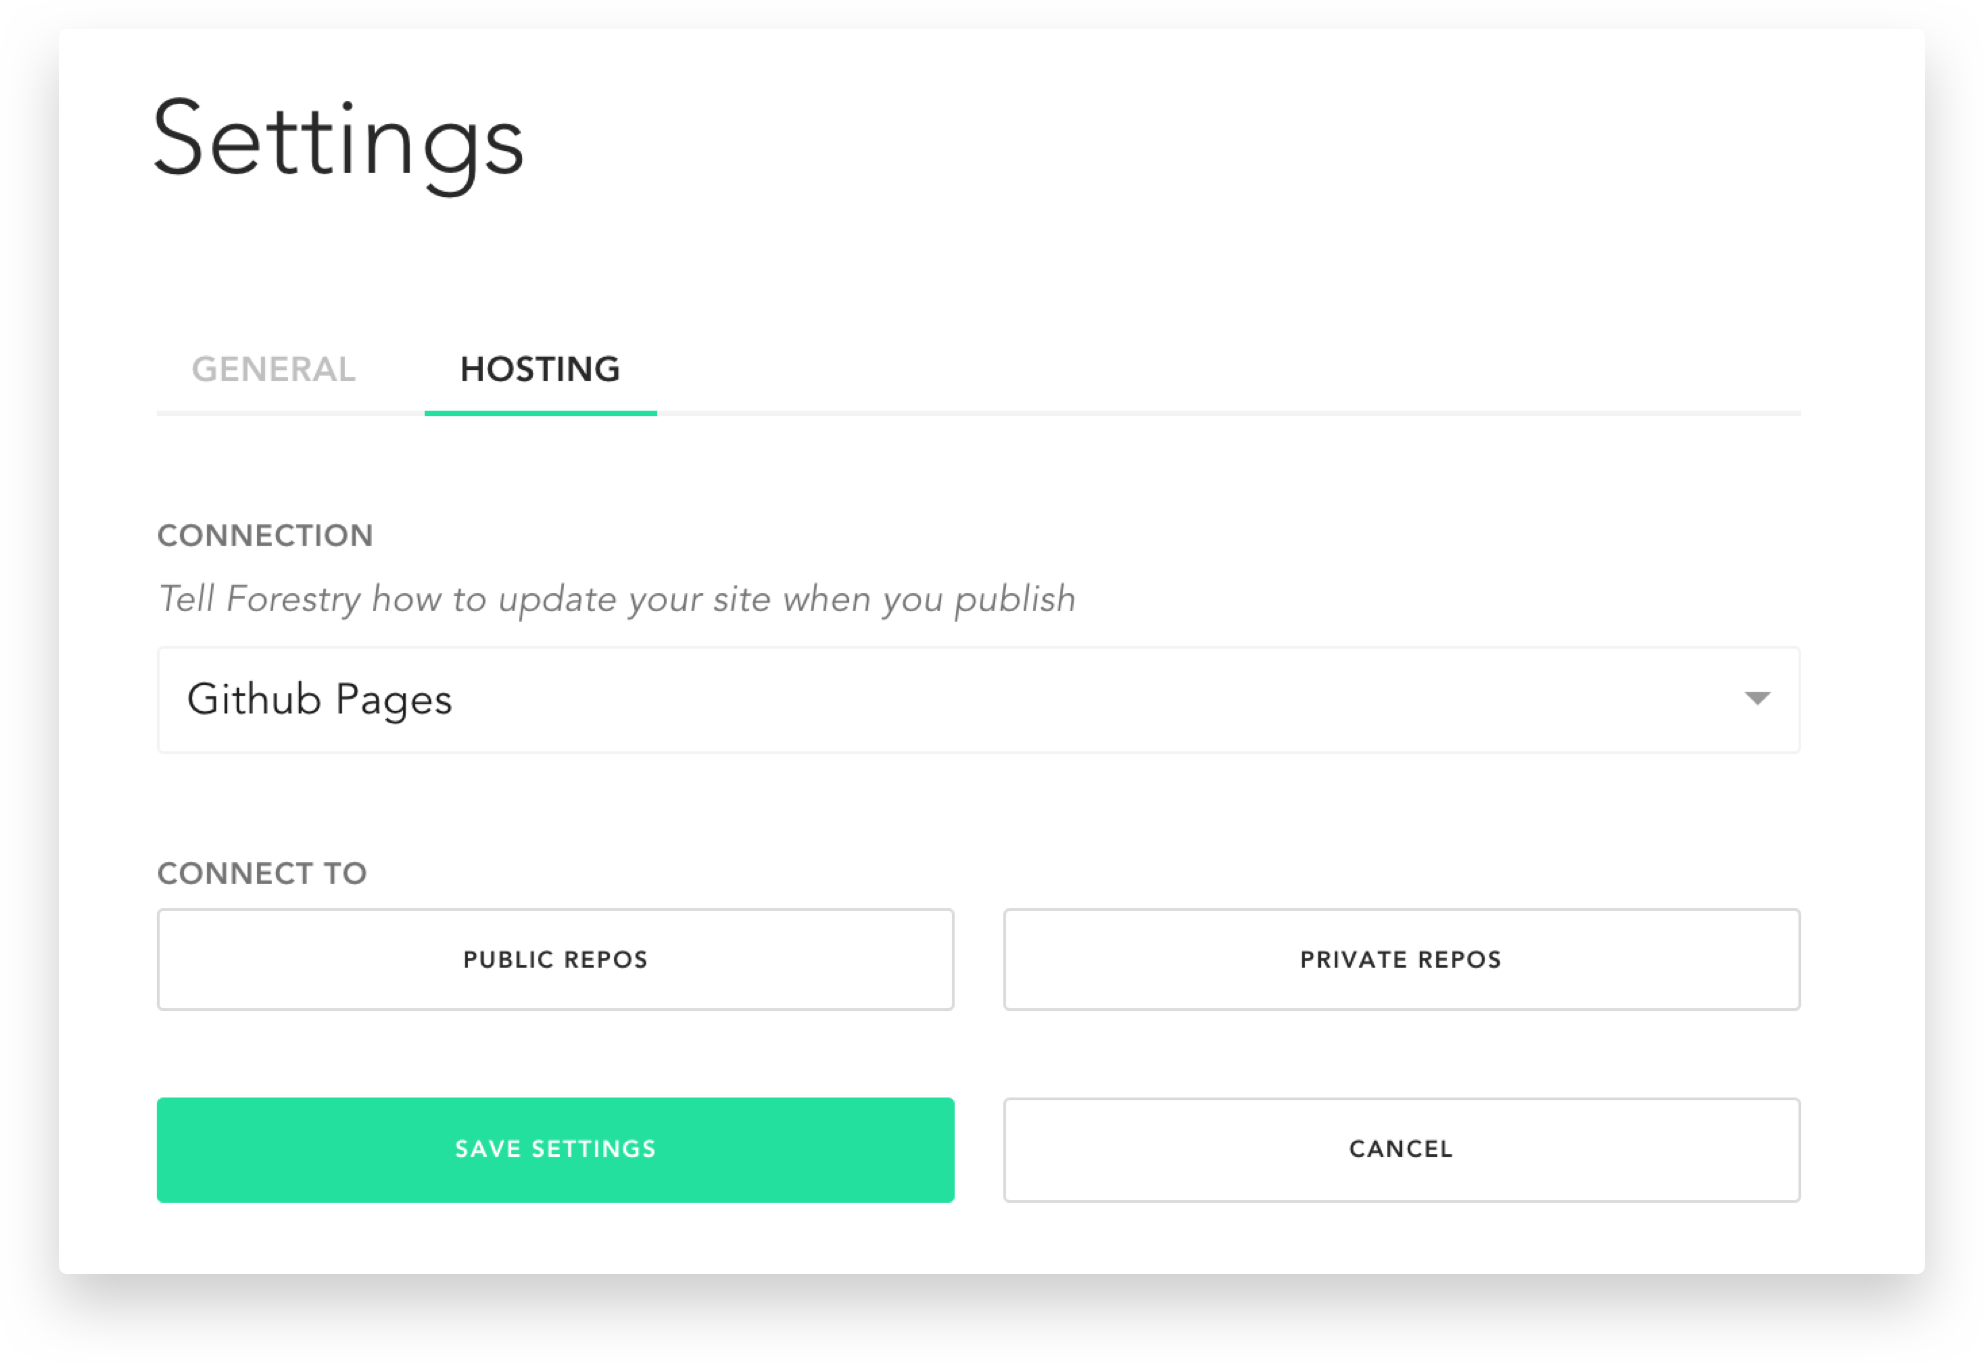 Settings
GENERAL HOSTING
CONNECTION
Tell Forestry how to update your site when you publish
Github Pages
CONNECT TO
PUBLIC REPOS PRIVATE REPOS
SAVE SETTINGS CANCEL